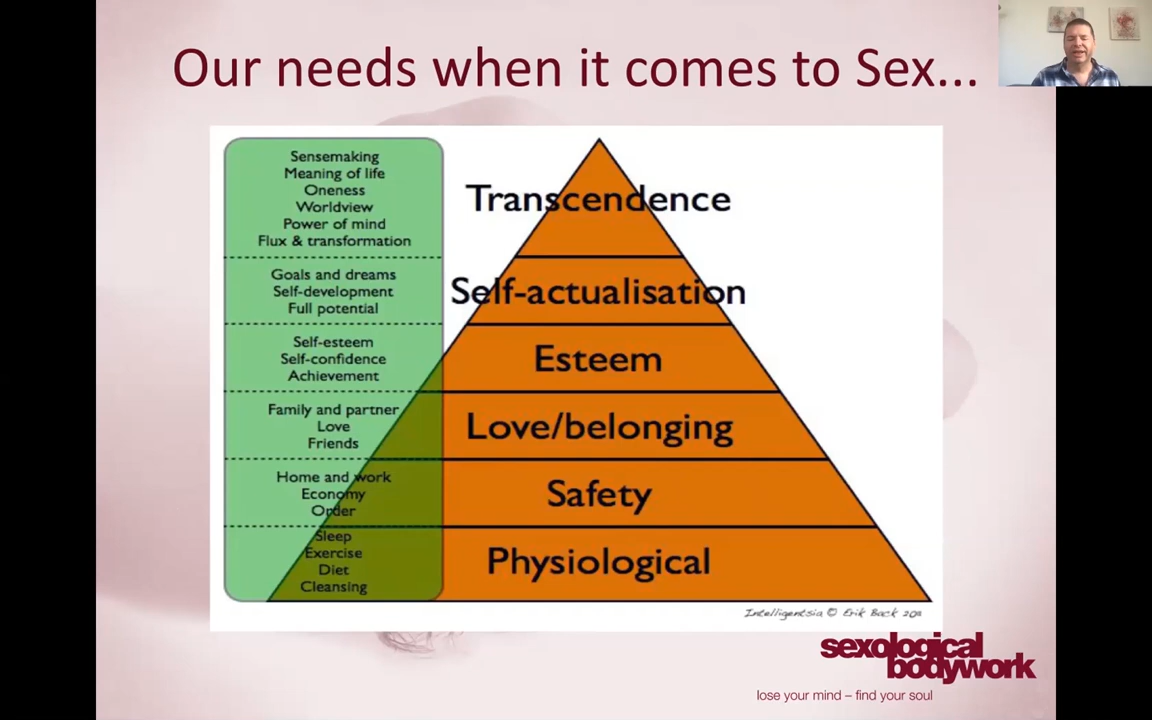 Our needs when it comes to Sex...
Sensemaking
Meaning of life
Oneness
Worldview
Power of mind
Flux & transformation
Goals and dreams
Self-development
Full potential
Self-esteem
Self-confidence
Achievement
Family and partner
Love
Friends
Home and work
Economy
Order
Sleep
Exercise
Diet
Cleansing
Transcendence
Self-actualisation
Esteem
Love/belonging
Safety
Physiological
Intelligentsia © Erik Back
sexological
bodywork
lose your mind – find your soul